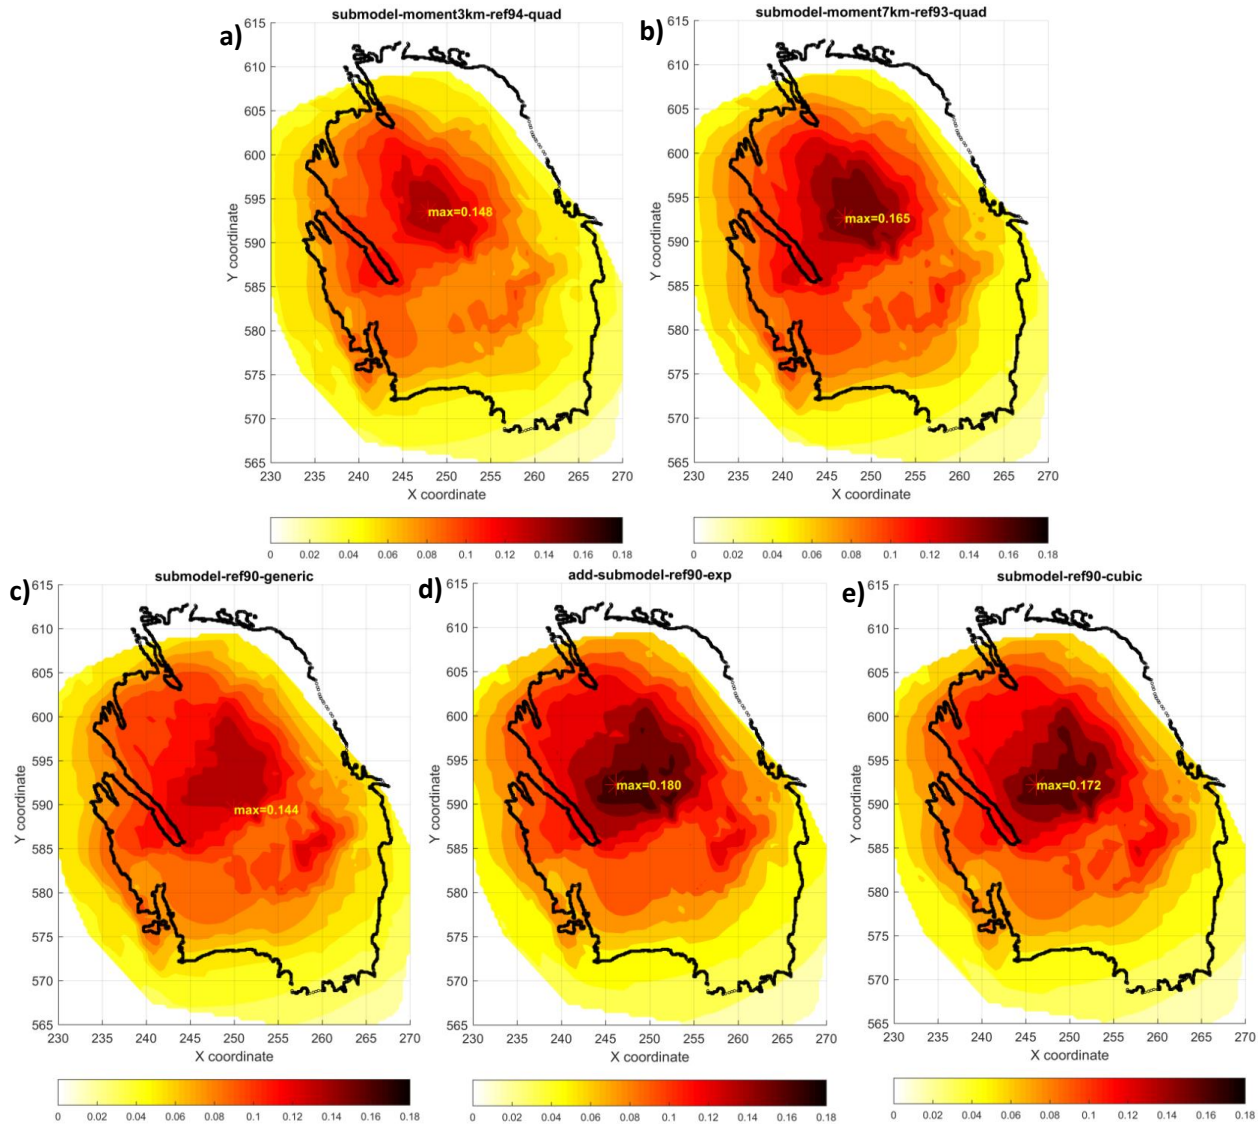 a)
submodel-moment3km-ref94-quad
615
610
605
600
595
590
585
580
575
570
565
Y coordinate
max=0.148
230 235 240 245 250 255 260 265 270
X coordinate
0 0.02 0.04 0.06 0.08 0.1 0.12 0.14 0.16 0.18
b)
submodel-moment7km-ref93-quad
615
610
605
600
595
590
585
580
575
570
565
Y coordinate
max=0.165
230 235 240 245 250 255 260 265 270
X coordinate
0 0.02 0.04 0.06 0.08 0.1 0.12 0.14 0.16 0.18
c)
submodel-ref90-generic
615
610
605
600
595
590
585
580
575
570
565
Y coordinate
max=0.144
230 235 240 245 250 255 260 265 270
X coordinate
0 0.02 0.04 0.06 0.08 0.1 0.12 0.14 0.16 0.18
d)
add-submodel-ref90-exp
615
610
605
600
595
590
585
580
575
570
565
Y coordinate
max=0.180
230 235 240 245 250 255 260 265 270
X coordinate
0 0.02 0.04 0.06 0.08 0.1 0.12 0.14 0.16 0.18
e)
submodel-ref90-cubic
615
610
605
600
595
590
585
580
575
570
565
Y coordinate
max=0.172
230 235 240 245 250 255 260 265 270
X coordinate
0 0.02 0.04 0.06 0.08 0.1 0.12 0.14 0.16 0.18